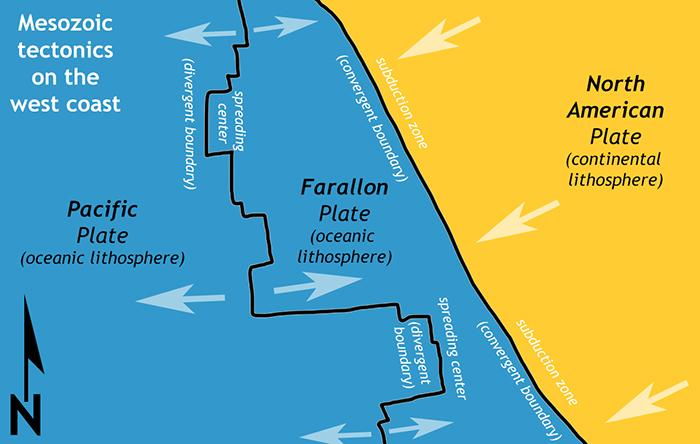 Mesozoic
tectonics
on the
west coast
(divergent boundary)
spreading
center
subduction zone
(convergent boundary)
North
American
Plate
(continental
lithosphere)
Pacific
Plate
(oceanic lithosphere)
Farallon
Plate
(oceanic
lithosphere)
spreading center
(divergent
boundary)
subduction zone
(convergent boundary)
N